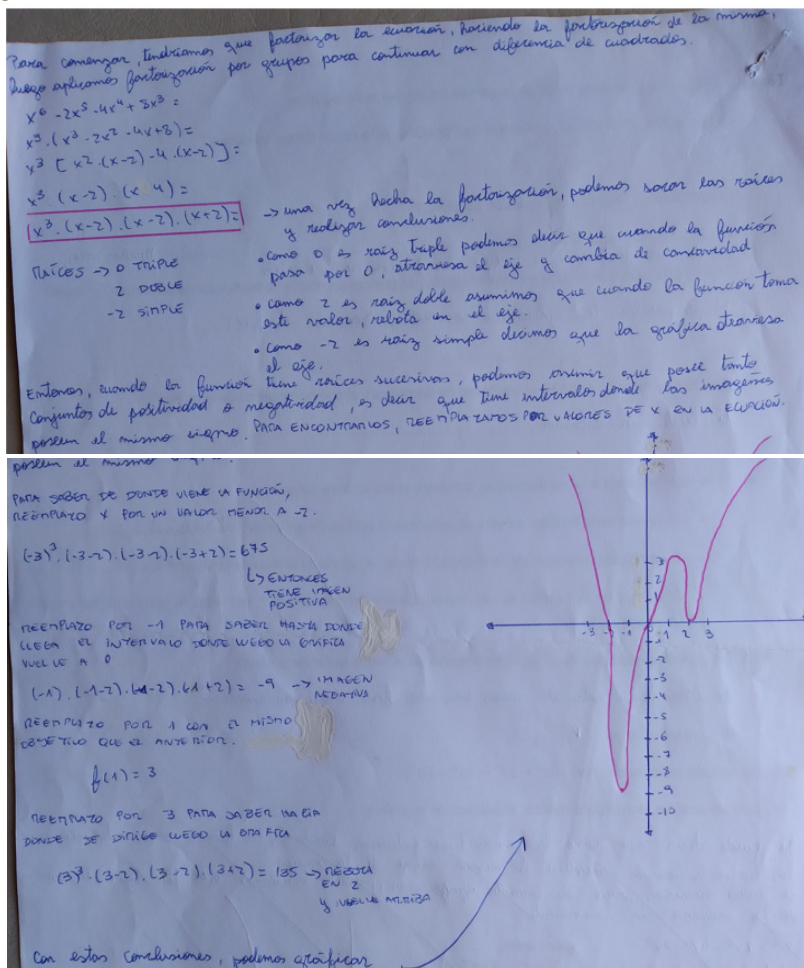 Para comenzar, tendríamos que factorizar la ecuación, haciendo la factorización de la misma,
luego aplicamos factorización por grupos para continuar con diferencia de cuadrados.
x⁶ - 2x⁵ - 4x⁴ + 8x³ =
x³ . (x³ - 2x² - 4x + 8) =
x³ [x² . (x-2) - 4 . (x-2)] =
x³ (x-2) . (x 4) =
x³ . (x-2) . (x-2) . (x+2) =
→ una vez hecha la factorización, podemos sacar las raíces
y realizar conclusiones.
RAÍCES → 0 TRIPLE
2 DOBLE
-2 SIMPLE
• como 0 es raíz triple podemos decir que cuando la función
pasa por 0, atraviesa el eje y cambia de concavidad
• como 2 es raíz doble asumimos que cuando la función toma
este valor, rebota en el eje.
• como -2 es raíz simple decimos que la gráfica atraviesa
el eje.
Entonces, cuando la función tiene raíces sucesivas, podemos asumir que posee tanto
conjuntos de positividad o negatividad, es decir que tiene intervalos donde las imágenes
poseen el mismo signo. PARA ENCONTRARLOS, REEMPLAZAMOS POR VALORES DE X EN LA ECUACIÓN.
poseen el mismo
PARA SABER DE DONDE VIENE LA FUNCIÓN,
REEMPLAZO X POR UN VALOR MENOR A -2.
(-3)³ . (-3-2) . (-3-2) . (-3+2) = 675
↳ ENTONCES
TIENE IMAGEN
POSITIVA
REEMPLAZO POR -1 PARA SABER HASTA DONDE
LLEGA EL INTERVALO DONDE LUEGO LA GRÁFICA
VUELVE A 0
(-1) . (-1-2) . (-1-2) . (-1+2) = -9 → IMAGEN
NEGATIVA
REEMPLAZO POR 1 CON EL MISMO
OBJETIVO QUE EL ANTERIOR.
f(1) = 3
REEMPLAZO POR 3 PARA SABER HACIA
DONDE SE DIRIGE LUEGO LA GRAFICA
(3)³ . (3-2) . (3-2) . (3+2) = 135 → REBOTA
EN 2
y VUELVE ARRIBA
Con estas conclusiones, podemos graficar
3
2
1
-3 -2 -1 0 1 2 3
-2
-3
-4
-5
-6
-7
-8
-9
-10